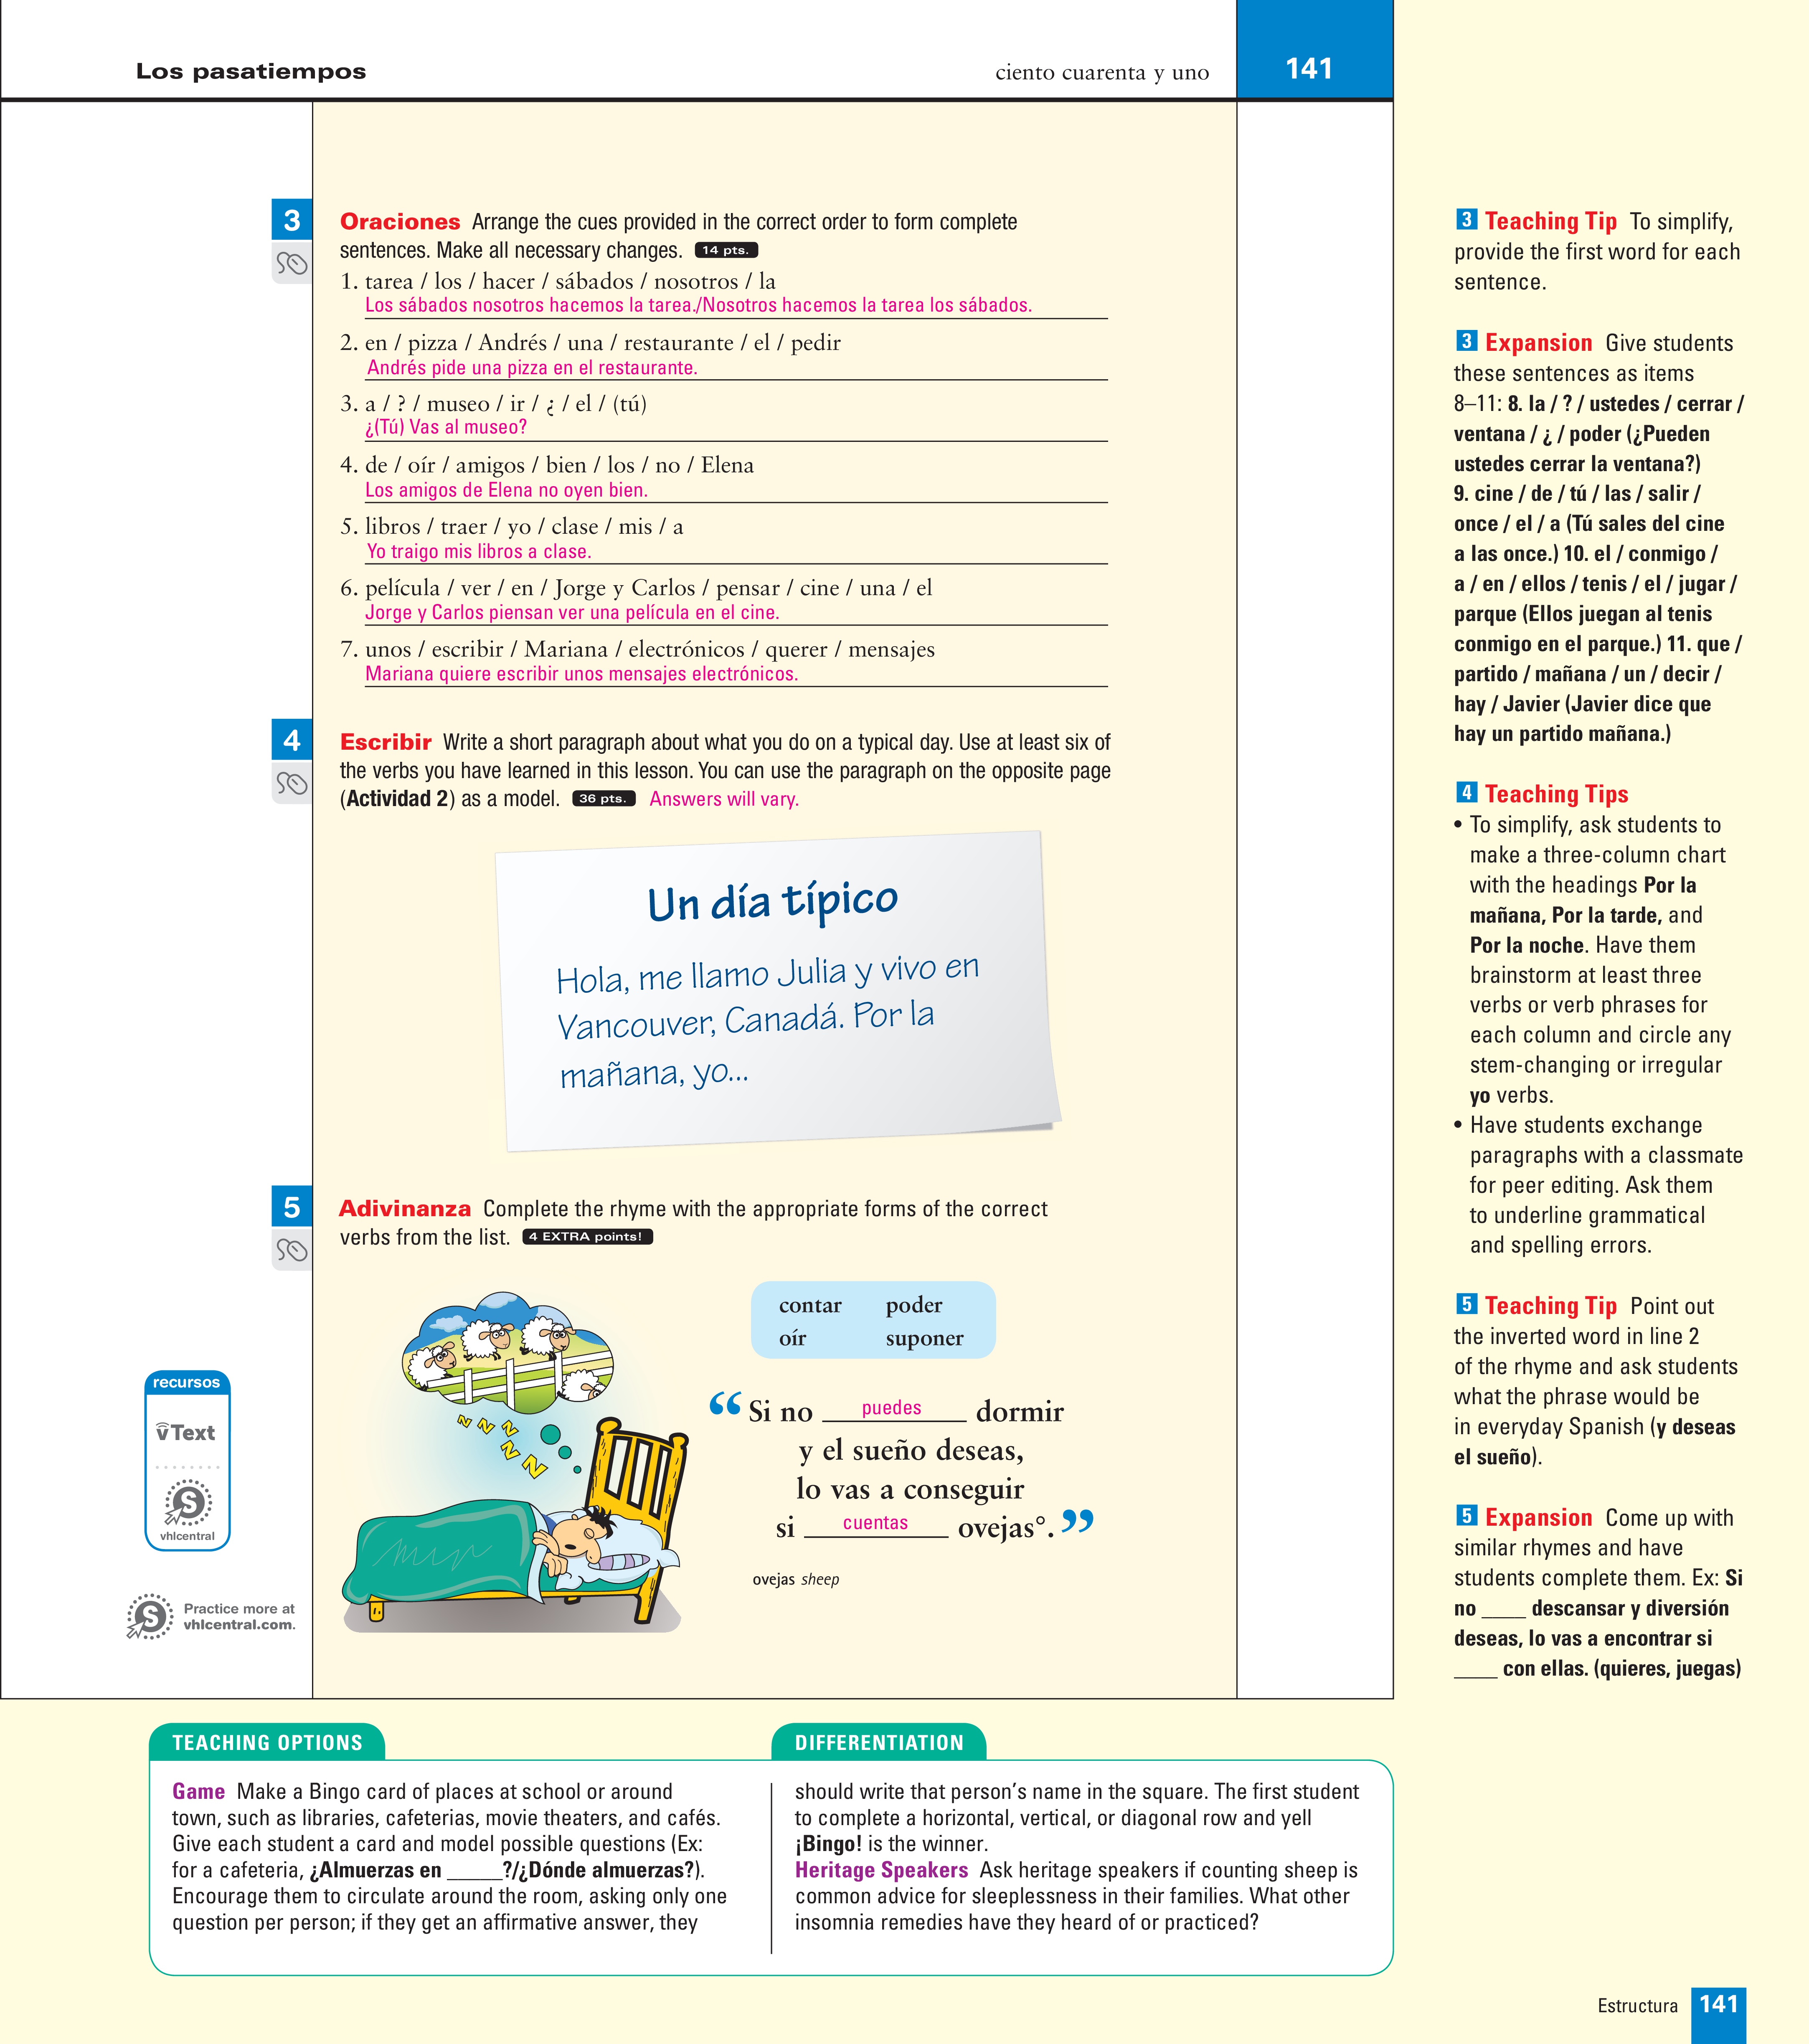 Los pasatiempos
ciento cuarenta y uno
141
3
Oraciones Arrange the cues provided in the correct order to form complete
sentences. Make all necessary changes. 14 pts.
1. tarea / los / hacer / sábados / nosotros / la
Los sábados nosotros hacemos la tarea./Nosotros hacemos la tarea los sábados.
2. en / pizza / Andrés / una / restaurante / el / pedir
Andrés pide una pizza en el restaurante.
3. a / ? / museo / ir / ¿ / el / (tú)
¿(Tú) Vas al museo?
4. de / oír / amigos / bien / los / no / Elena
Los amigos de Elena no oyen bien.
5. libros / traer / yo / clase / mis / a
Yo traigo mis libros a clase.
6. película / ver / en / Jorge y Carlos / pensar / cine / una / el
Jorge y Carlos piensan ver una película en el cine.
7. unos / escribir / Mariana / electrónicos / querer / mensajes
Mariana quiere escribir unos mensajes electrónicos.
4
Escribir Write a short paragraph about what you do on a typical day. Use at least six of
the verbs you have learned in this lesson. You can use the paragraph on the opposite page
(Actividad 2) as a model. 36 pts. Answers will vary.
Un día típico
Hola, me llamo Julia y vivo en
Vancouver, Canadá. Por la
mañana, yo...
5
Adivinanza Complete the rhyme with the appropriate forms of the correct
verbs from the list. 4 EXTRA points!
contar poder
oír suponer
z z z
z
z
“Si no puedes dormir
y el sueño deseas,
lo vas a conseguir
si cuentas ovejas°.”
ovejas sheep
recursos
vText
S
vhlcentral
S
Practice more at
vhlcentral.com.
3 Teaching Tip To simplify,
provide the first word for each
sentence.
3 Expansion Give students
these sentences as items
8–11: 8. la / ? / ustedes / cerrar /
ventana / ¿ / poder (¿Pueden
ustedes cerrar la ventana?)
9. cine / de / tú / las / salir /
once / el / a (Tú sales del cine
a las once.) 10. el / conmigo /
a / en / ellos / tenis / el / jugar /
parque (Ellos juegan al tenis
conmigo en el parque.) 11. que /
partido / mañana / un / decir /
hay / Javier (Javier dice que
hay un partido mañana.)
4 Teaching Tips
• To simplify, ask students to
make a three-column chart
with the headings Por la
mañana, Por la tarde, and
Por la noche. Have them
brainstorm at least three
verbs or verb phrases for
each column and circle any
stem-changing or irregular
yo verbs.
• Have students exchange
paragraphs with a classmate
for peer editing. Ask them
to underline grammatical
and spelling errors.
5 Teaching Tip Point out
the inverted word in line 2
of the rhyme and ask students
what the phrase would be
in everyday Spanish (y deseas
el sueño).
5 Expansion Come up with
similar rhymes and have
students complete them. Ex: Si
no ____ descansar y diversión
deseas, lo vas a encontrar si
____ con ellas. (quieres, juegas)
TEACHING OPTIONS
Game Make a Bingo card of places at school or around
town, such as libraries, cafeterias, movie theaters, and cafés.
Give each student a card and model possible questions (Ex:
for a cafeteria, ¿Almuerzas en _____?/¿Dónde almuerzas?).
Encourage them to circulate around the room, asking only one
question per person; if they get an affirmative answer, they
DIFFERENTIATION
should write that person’s name in the square. The first student
to complete a horizontal, vertical, or diagonal row and yell
¡Bingo! is the winner.
Heritage Speakers Ask heritage speakers if counting sheep is
common advice for sleeplessness in their families. What other
insomnia remedies have they heard of or practiced?
Estructura 141